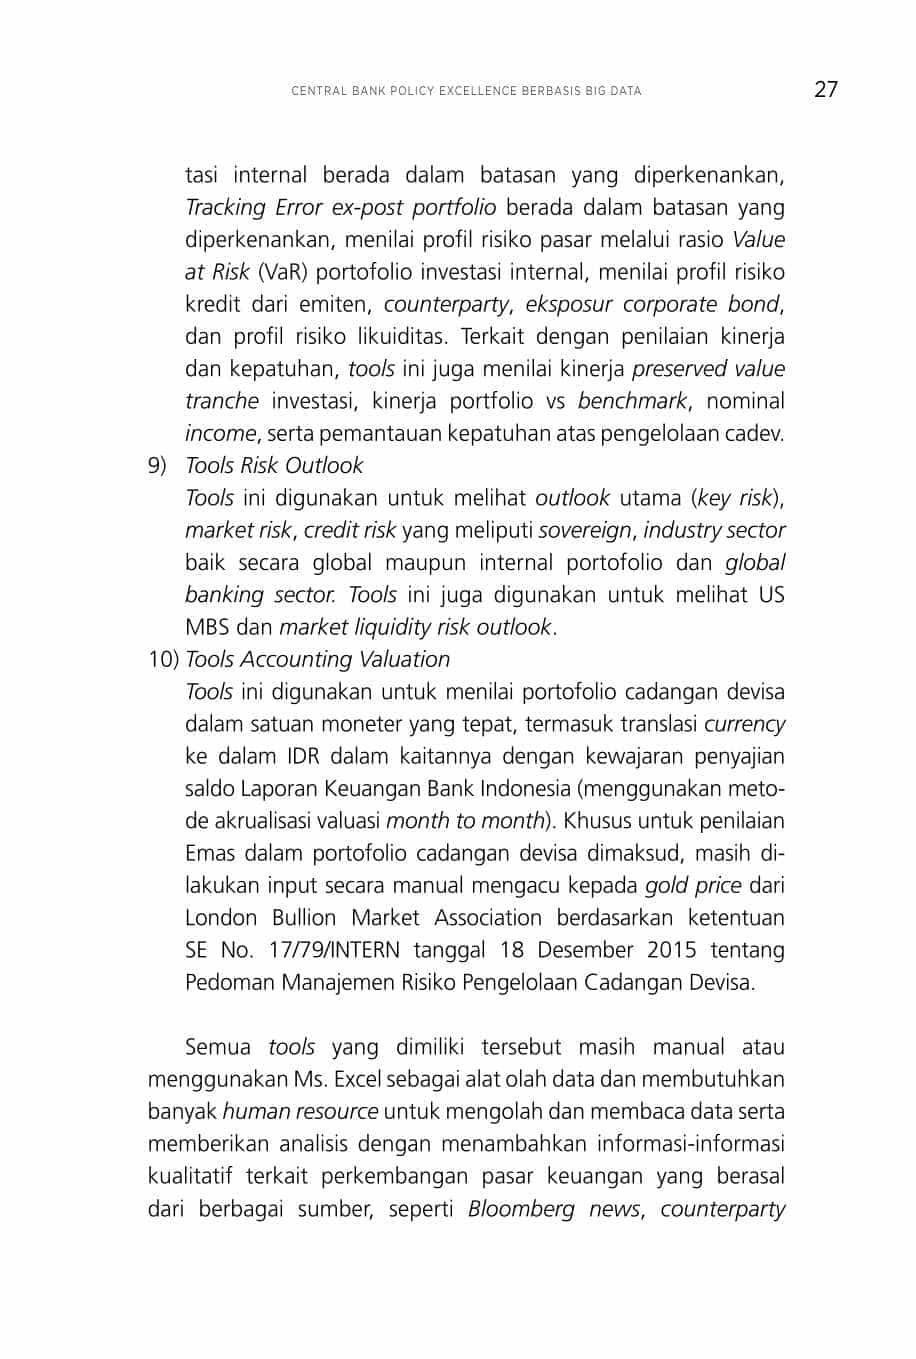 CENTRAL BANK POLICY EXCELLENCE BERBASIS BIG DATA 27
tasi internal berada dalam batasan yang diperkenankan,
Tracking Error ex-post portfolio berada dalam batasan yang
diperkenankan, menilai profil risiko pasar melalui rasio Value
at Risk (VaR) portofolio investasi internal, menilai profil risiko
kredit dari emiten, counterparty, eksposur corporate bond,
dan profil risiko likuiditas. Terkait dengan penilaian kinerja
dan kepatuhan, tools ini juga menilai kinerja preserved value
tranche investasi, kinerja portfolio vs benchmark, nominal
income, serta pemantauan kepatuhan atas pengelolaan cadev.
9) Tools Risk Outlook
Tools ini digunakan untuk melihat outlook utama (key risk),
market risk, credit risk yang meliputi sovereign, industry sector
baik secara global maupun internal portofolio dan global
banking sector. Tools ini juga digunakan untuk melihat US
MBS dan market liquidity risk outlook.
10) Tools Accounting Valuation
Tools ini digunakan untuk menilai portofolio cadangan devisa
dalam satuan moneter yang tepat, termasuk translasi currency
ke dalam IDR dalam kaitannya dengan kewajaran penyajian
saldo Laporan Keuangan Bank Indonesia (menggunakan meto-
de akrualisasi valuasi month to month). Khusus untuk penilaian
Emas dalam portofolio cadangan devisa dimaksud, masih di-
lakukan input secara manual mengacu kepada gold price dari
London Bullion Market Association berdasarkan ketentuan
SE No. 17/79/INTERN tanggal 18 Desember 2015 tentang
Pedoman Manajemen Risiko Pengelolaan Cadangan Devisa.
Semua tools yang dimiliki tersebut masih manual atau
menggunakan Ms. Excel sebagai alat olah data dan membutuhkan
banyak human resource untuk mengolah dan membaca data serta
memberikan analisis dengan menambahkan informasi-informasi
kualitatif terkait perkembangan pasar keuangan yang berasal
dari berbagai sumber, seperti Bloomberg news, counterparty